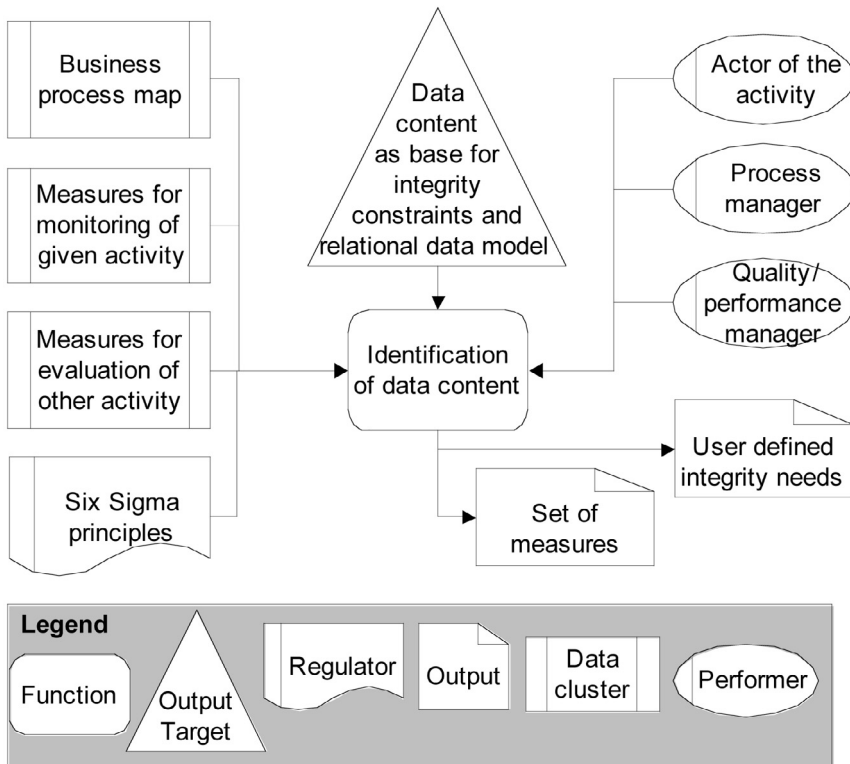 Business
process map
Measures for
monitoring of
given activity
Measures for
evaluation of
other activity
Six Sigma
principles
Data
content
as base for
integrity
constraints and
relational data model
Identification
of data content
Actor of the
activity
Process
manager
Quality/
performance
manager
User defined
integrity needs
Set of
measures
Legend
Function
Output
Target
Regulator
Output
Data
cluster
Performer